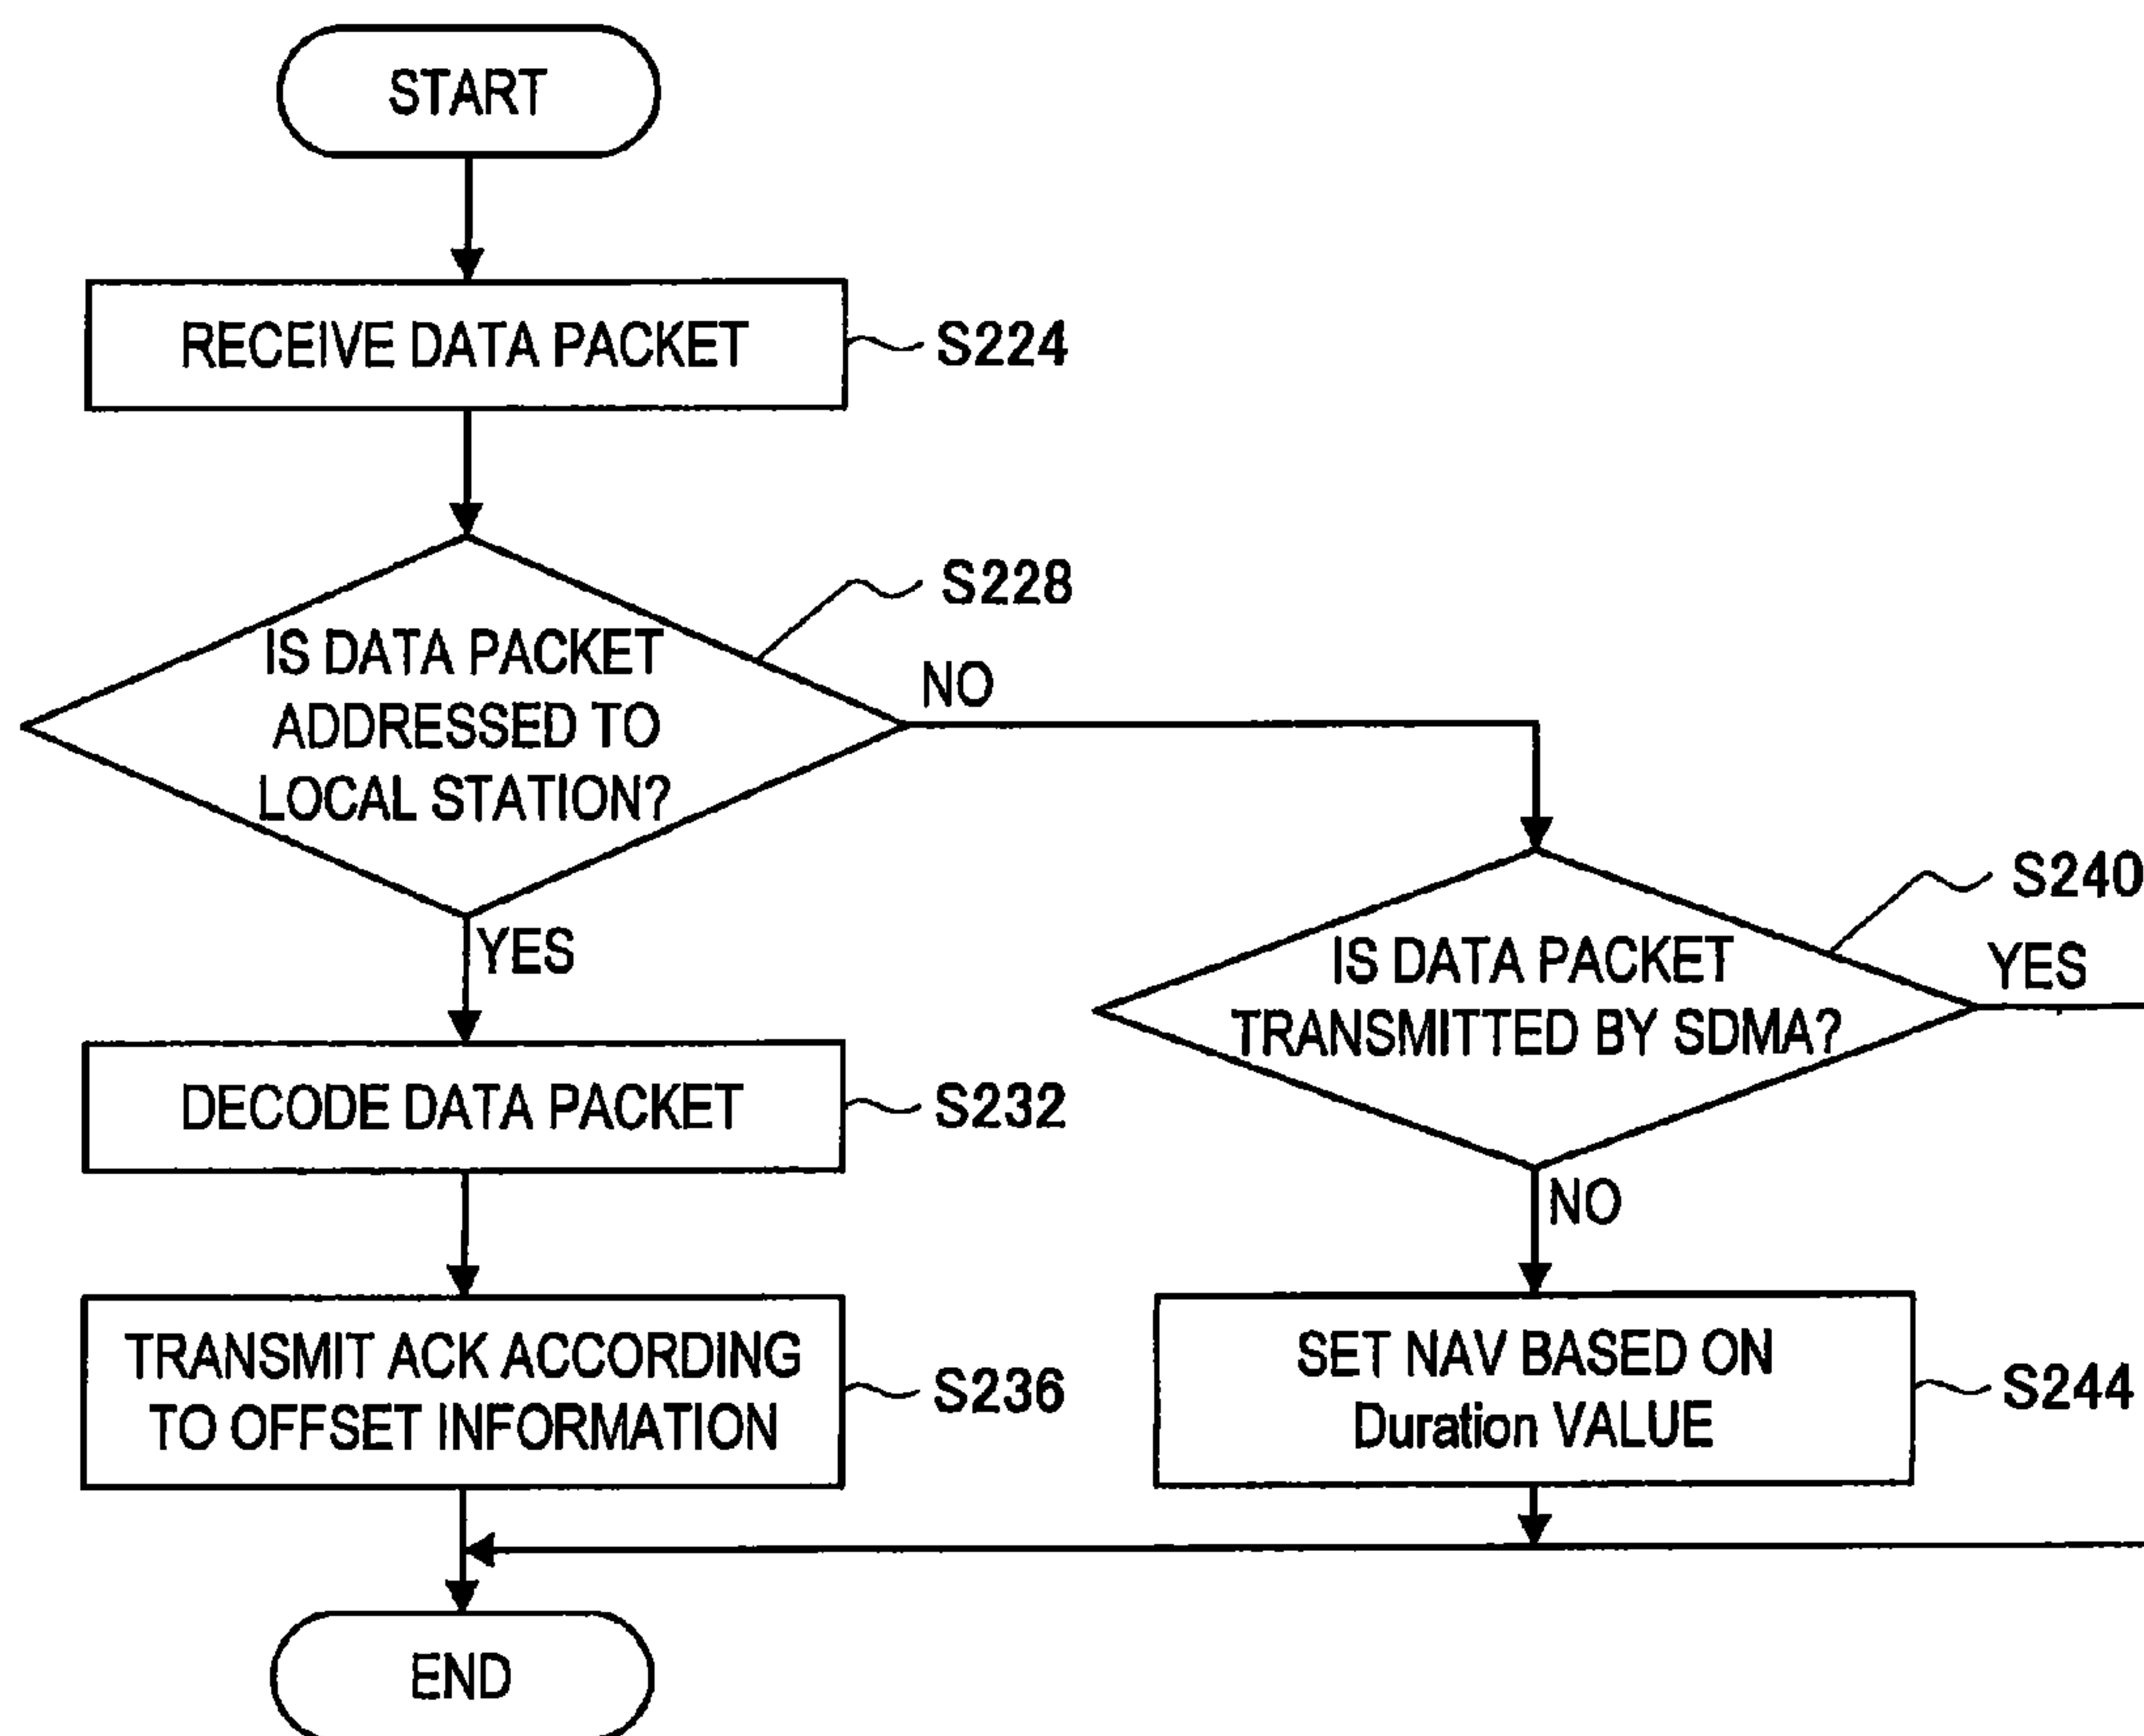 START
RECEIVE DATA PACKET
S224
S228
IS DATA PACKET
ADDRESSED TO
LOCAL STATION?
NO
YES
S240
IS DATA PACKET
TRANSMITTED BY SDMA?
YES
NO
DECODE DATA PACKET
S232
TRANSMIT ACK ACCORDING
TO OFFSET INFORMATION
S236
SET NAV BASED ON
Duration VALUE
S244
END